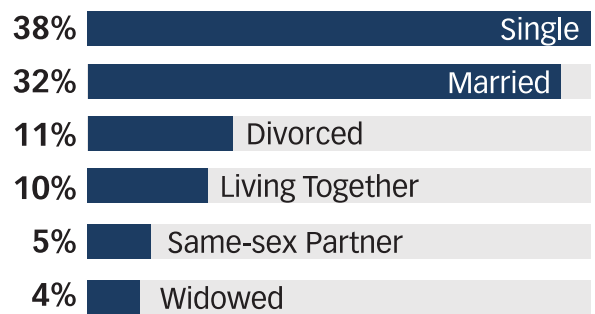 38% Single
32% Married
11% Divorced
10% Living Together
5% Same-sex Partner
4% Widowed